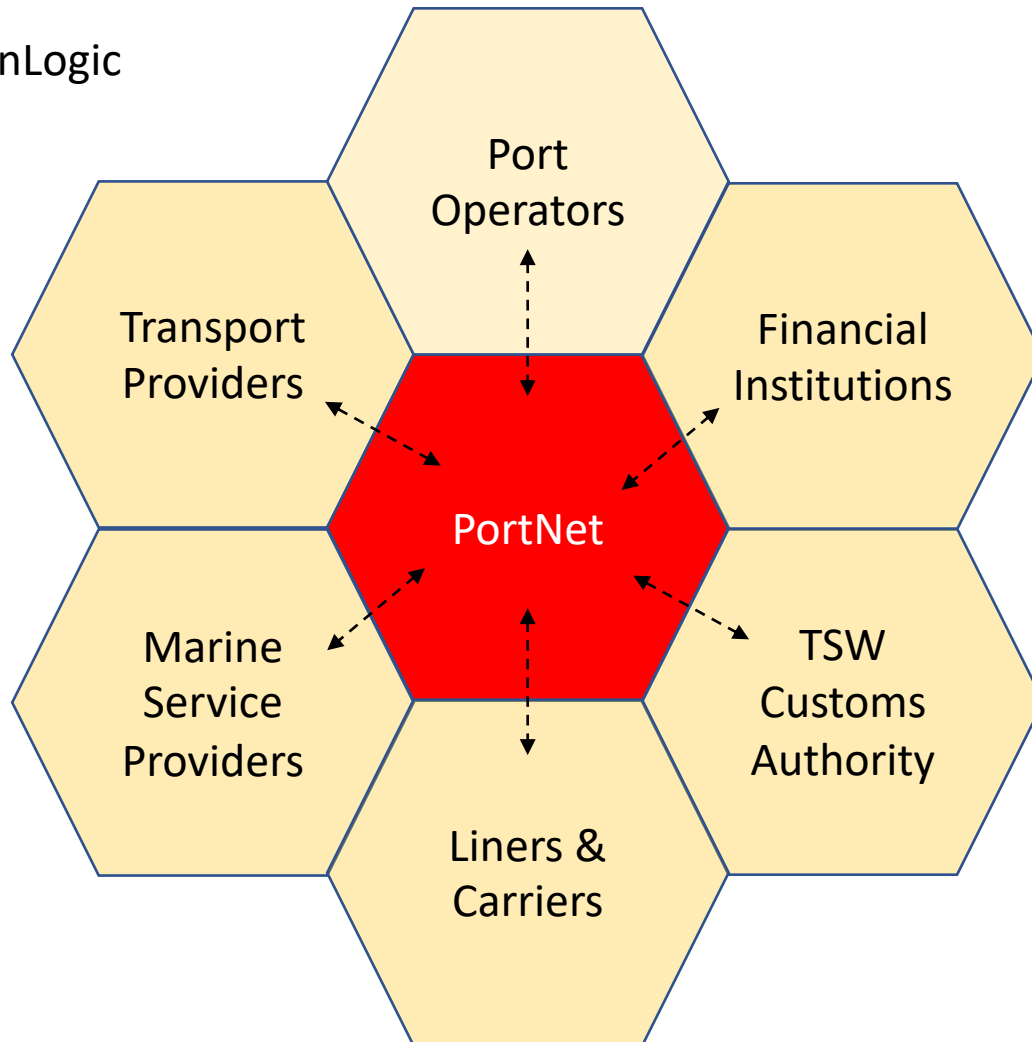 nLogic
Port
Operators
Transport
Providers
Financial
Institutions
PortNet
Marine
Service
Providers
TSW
Customs
Authority
Liners &
Carriers